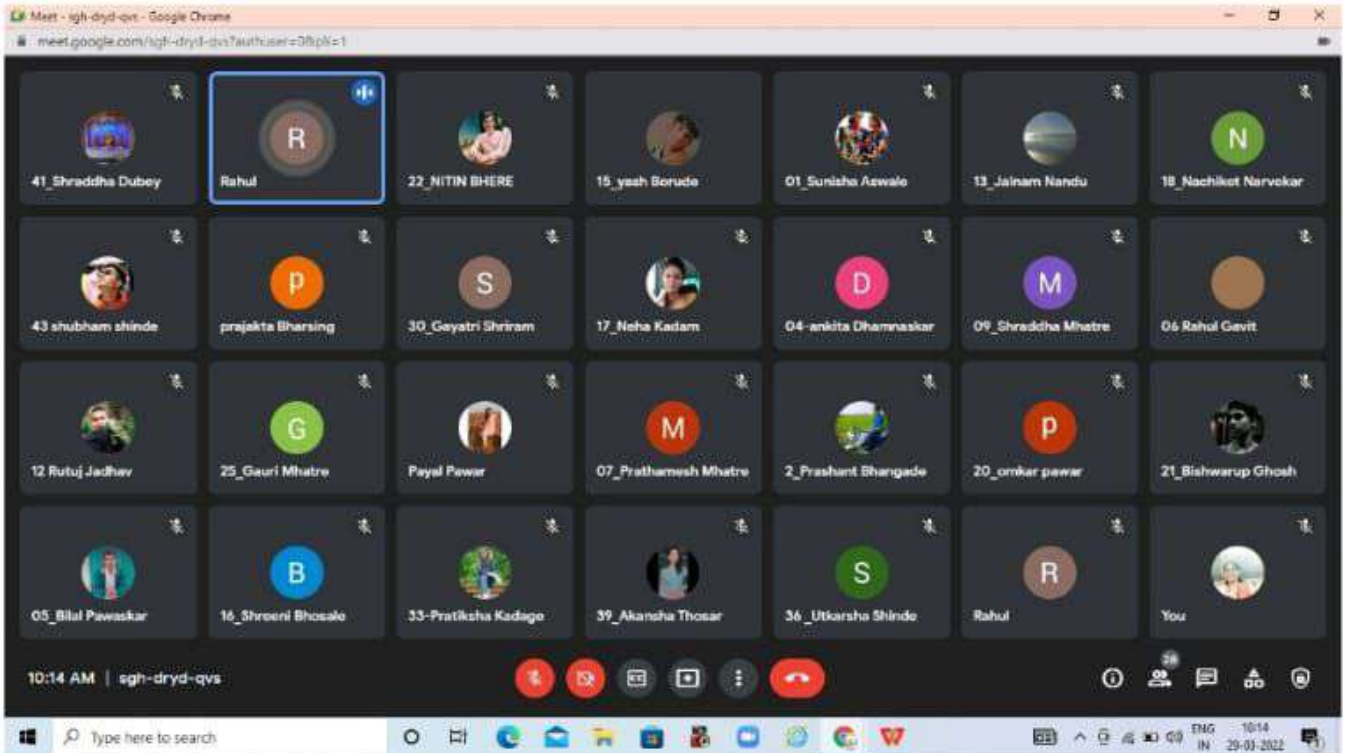 Meet - sgh-dryd-qvs - Google Chrome
meet.google.com/sgh-dryd-qvs?authuser=0&pli=1
41_Shraddha Dubey
R
Rahul
22_NITIN BHERE
15_yash Borude
01_Sunisha Aswale
13_Jainam Nandu
N
18_Nachiket Narvekar
43 shubham shinde
p
prajakta Bharsing
S
30_Gayatri Shriram
17_Neha Kadam
D
04-ankita Dhamnaskar
M
09_Shraddha Mhatre
06 Rahul Gavit
12 Rutuj Jadhav
G
25_Gauri Mhatre
Payal Pawar
M
07_Prathamesh Mhatre
2_Prashant Bhangade
p
20_omkar pawar
21_Bishwarup Ghosh
05_Bilal Pawaskar
B
16_Shreeni Bhosale
33-Pratiksha Kadage
39_Akansha Thosar
S
36_Utkarsha Shinde
R
Rahul
You
10:14 AM | sgh-dryd-qvs
28
Type here to search
ENG
IN
10:14
29-03-2022